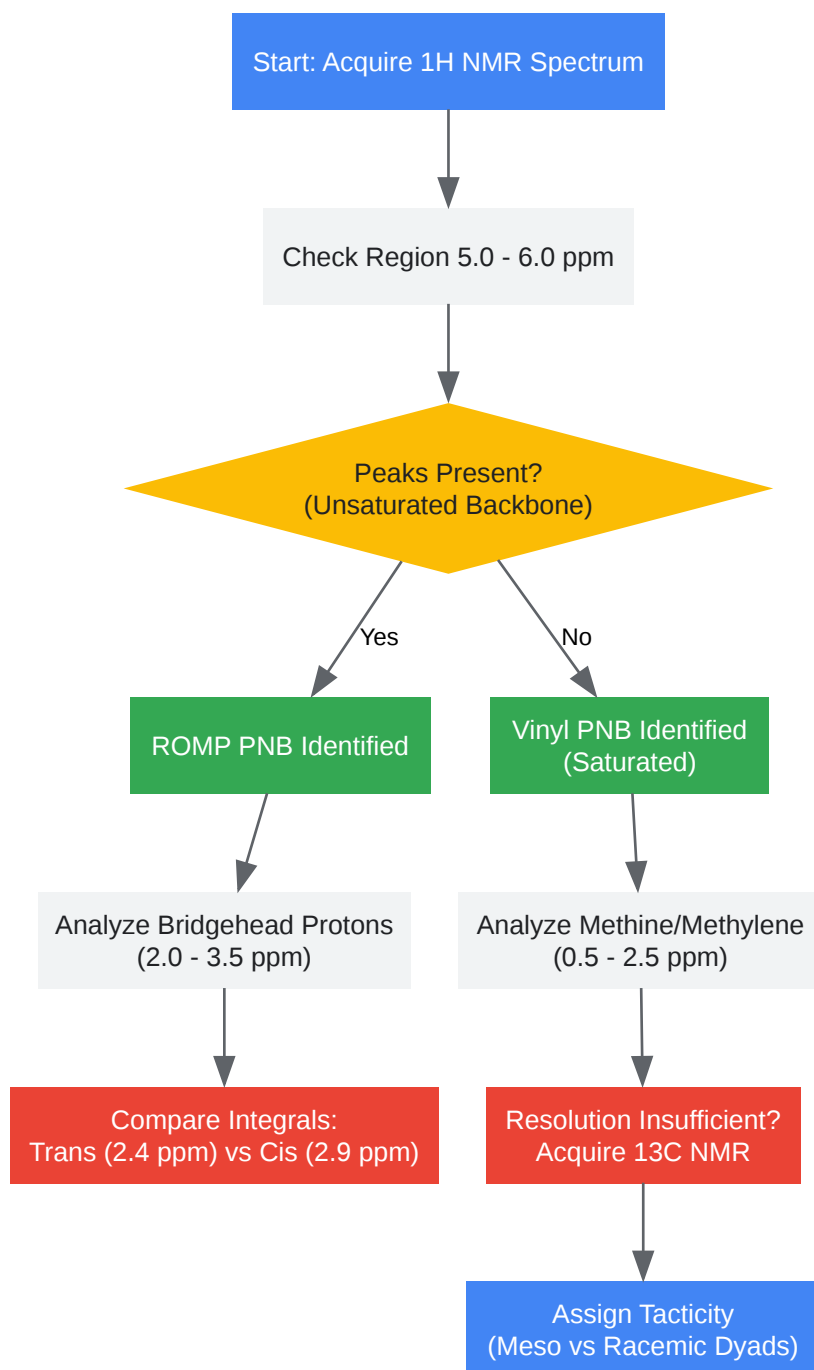 Start: Acquire 1H NMR Spectrum
Check Region 5.0 - 6.0 ppm
Peaks Present?
(Unsaturated Backbone)
Yes
No
ROMP PNB Identified
Vinyl PNB Identified
(Saturated)
Analyze Bridgehead Protons
(2.0 - 3.5 ppm)
Analyze Methine/Methylene
(0.5 - 2.5 ppm)
Compare Integrals:
Trans (2.4 ppm) vs Cis (2.9 ppm)
Resolution Insufficient?
Acquire 13C NMR
Assign Tacticity
(Meso vs Racemic Dyads)